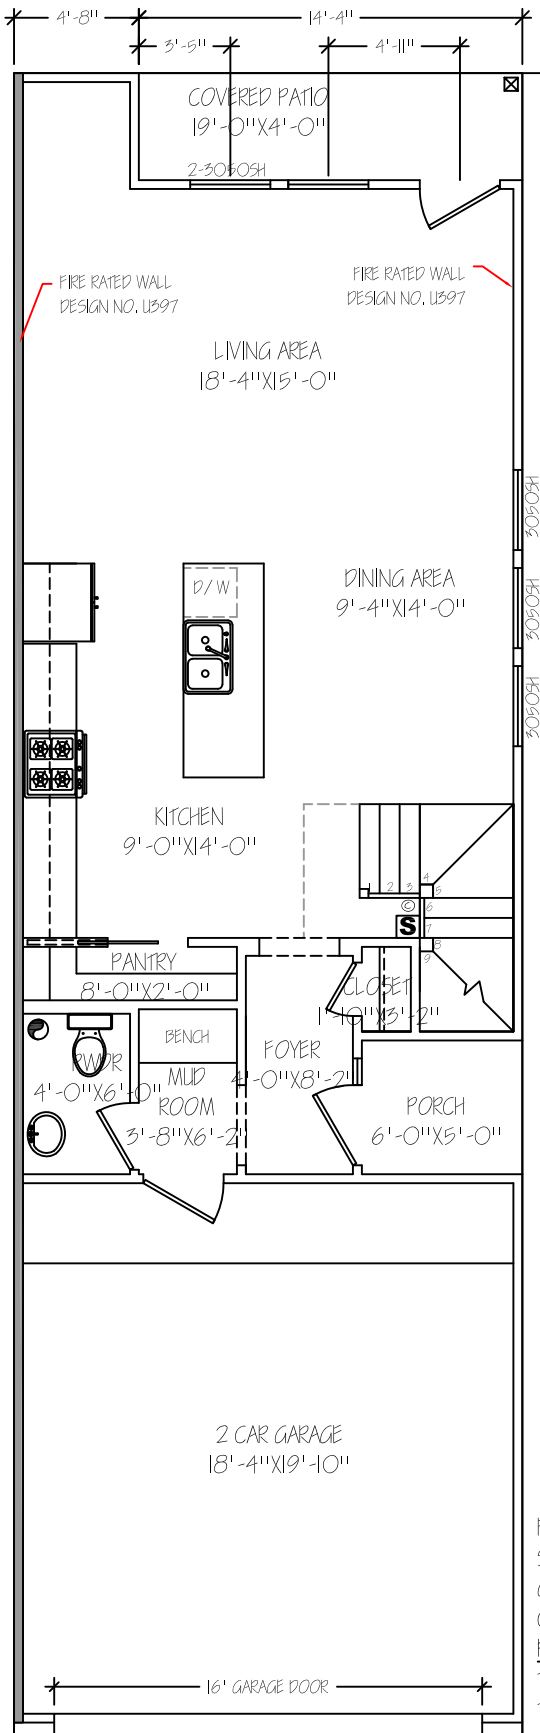 4'-8"
14'-4"
3'-5"
4'-11"
COVERED PATIO
19'-0"X4'-0"
2-3050SH
FIRE RATED WALL
DESIGN NO. U397
FIRE RATED WALL
DESIGN NO. U397
LIVING AREA
18'-4"X15'-0"
3050SH
3050SH
3050SH
D/W
DINING AREA
9'-4"X14'-0"
KITCHEN
9'-0"X14'-0"
1 2 3 4
5
6
7
8
9
©
S
PANTRY
8'-0"X2'-0"
CLOSET
1'-10"X3'-2"
BENCH
FOYER
4'-0"X8'-2"
PWDR
4'-0"X6'-0"
MUD
ROOM
3'-8"X6'-2"
PORCH
6'-0"X5'-0"
2 CAR GARAGE
18'-4"X19'-10"
16' GARAGE DOOR